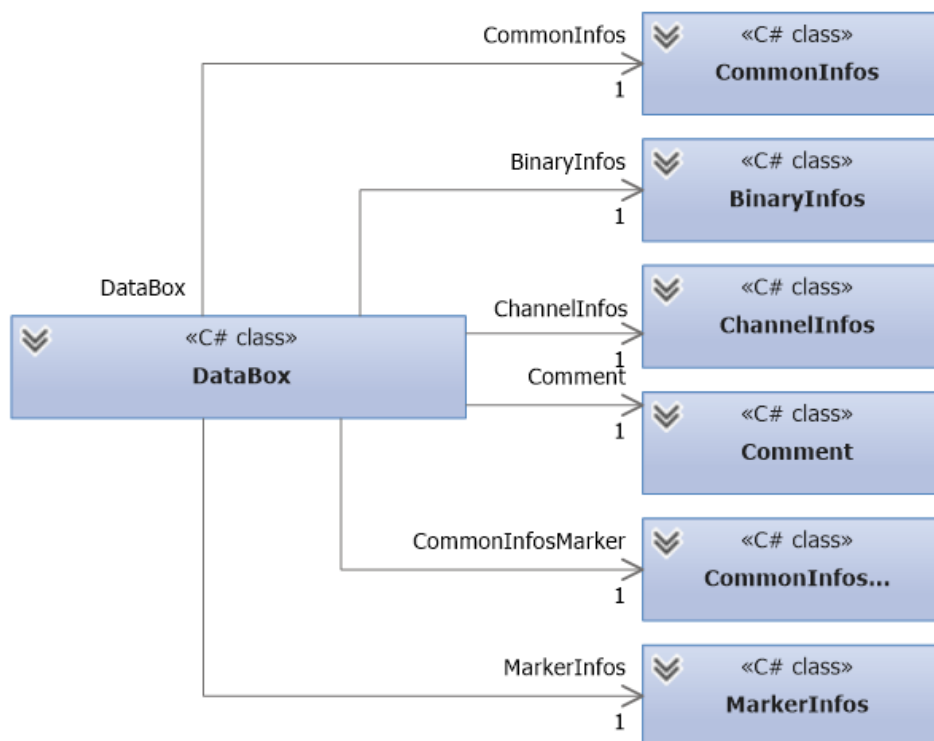 CommonInfos
1
«C# class»
CommonInfos
BinaryInfos
1
«C# class»
BinaryInfos
DataBox
«C# class»
DataBox
ChannelInfos
1
«C# class»
ChannelInfos
Comment
1
«C# class»
Comment
CommonInfosMarker
1
«C# class»
CommonInfos...
MarkerInfos
1
«C# class»
MarkerInfos